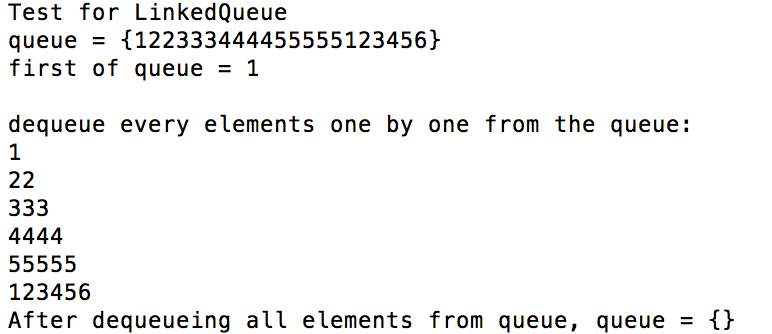 Test for LinkedQueue
queue = {122333444455555123456}
first of queue = 1
dequeue every elements one by one from the queue:
1
22
333
4444
55555
123456
After dequeueing all elements from queue, queue = {}